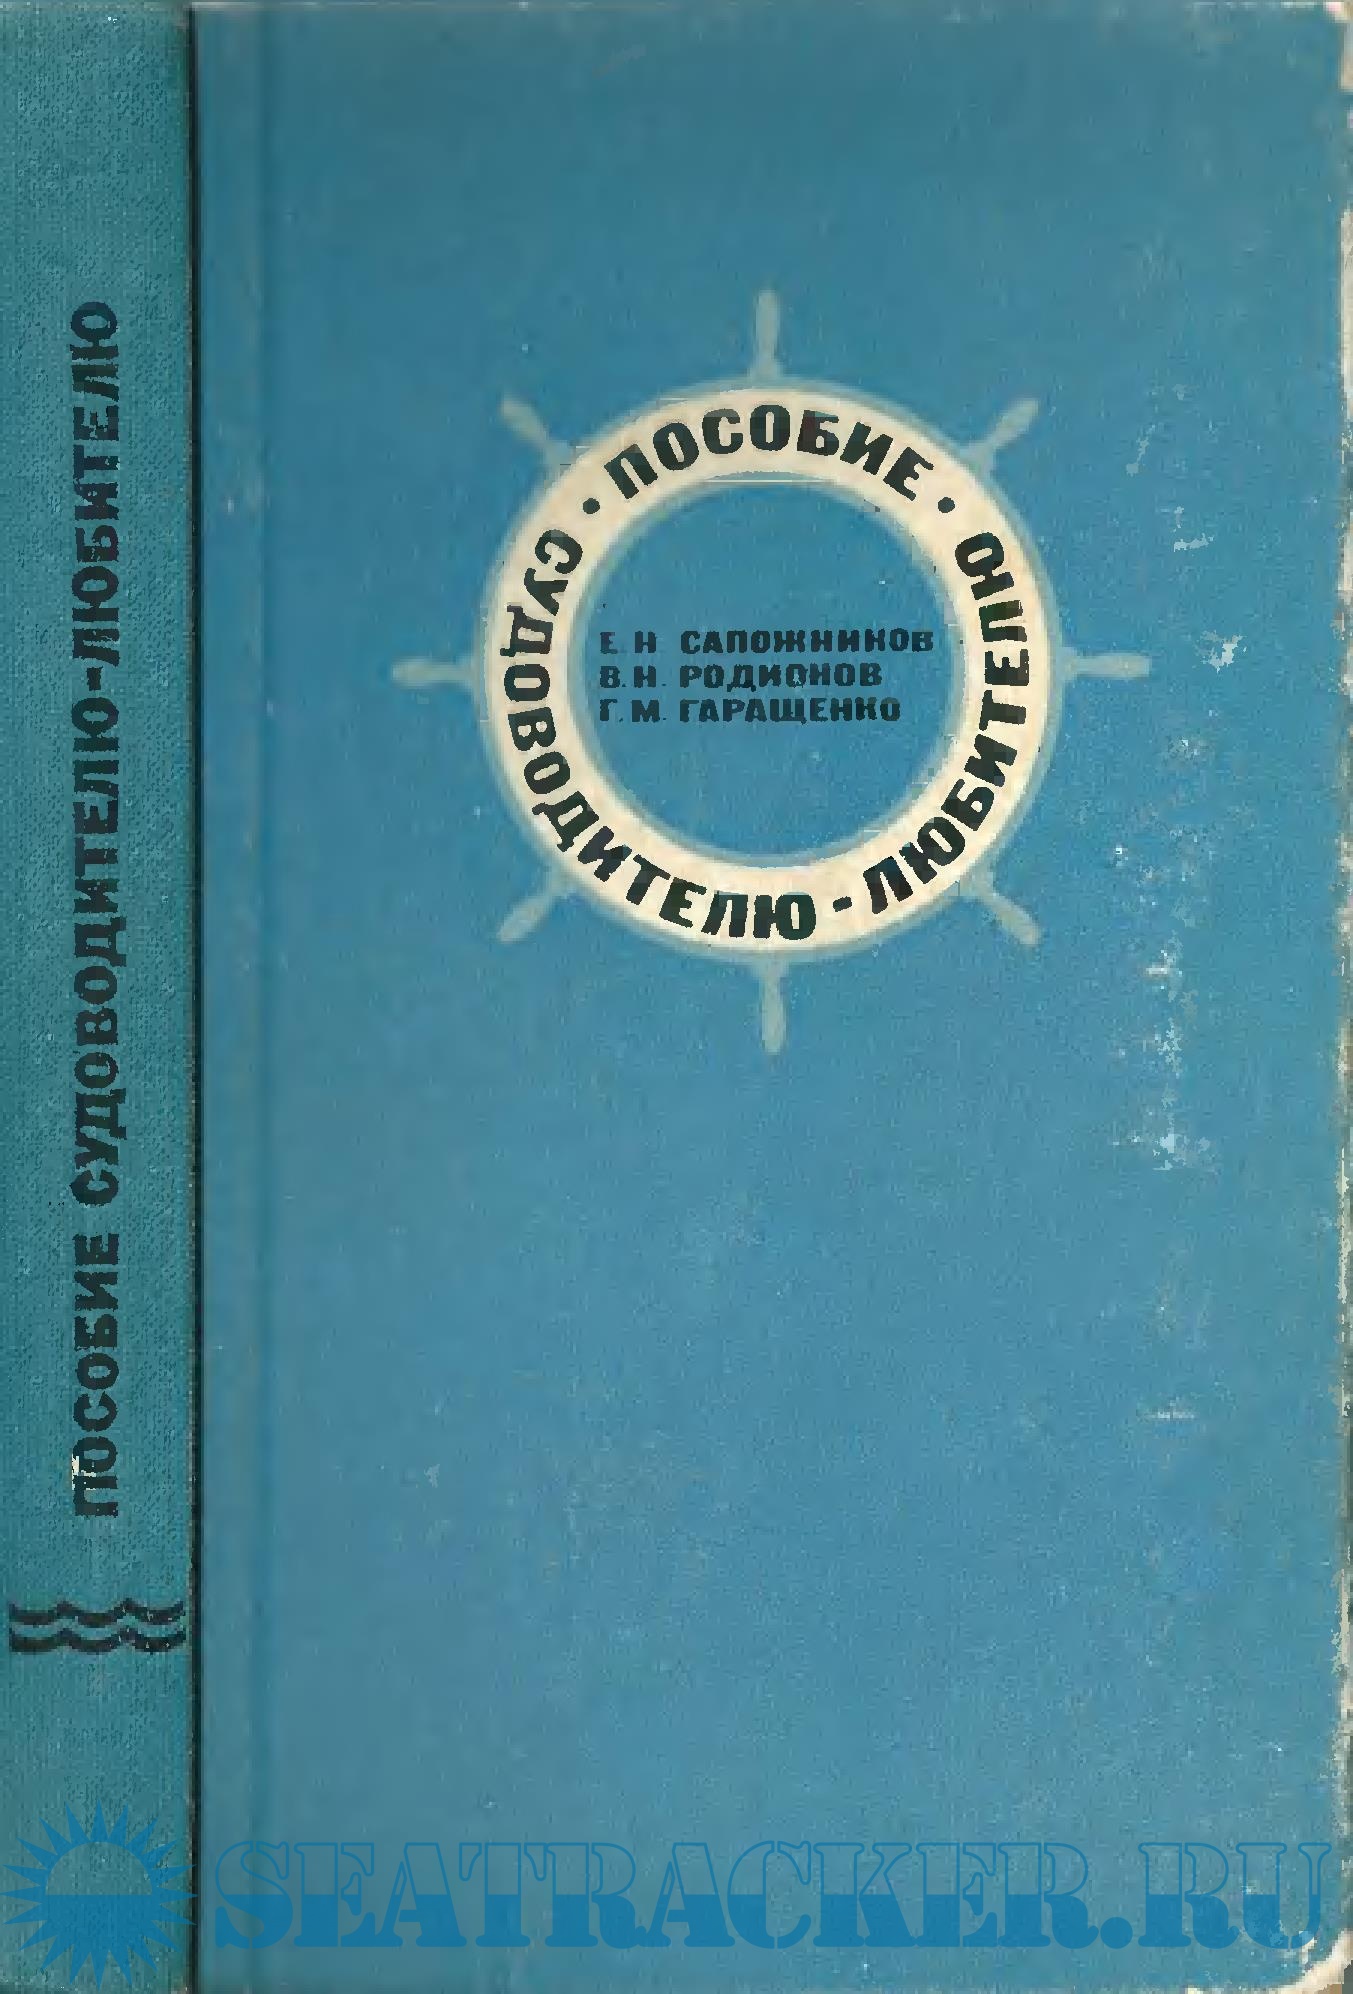 ПОСОБИЕ СУДОВОДИТЕЛЮ-ЛЮБИТЕЛЮ
• ПОСОБИЕ •
СУДОВОДИТЕЛЮ-ЛЮБИТЕЛЮ
Е. Н. САПОЖНИКОВ
В. Н. РОДИОНОВ
Г. М. ГАРАЩЕНКО
SEATRACKER.RU